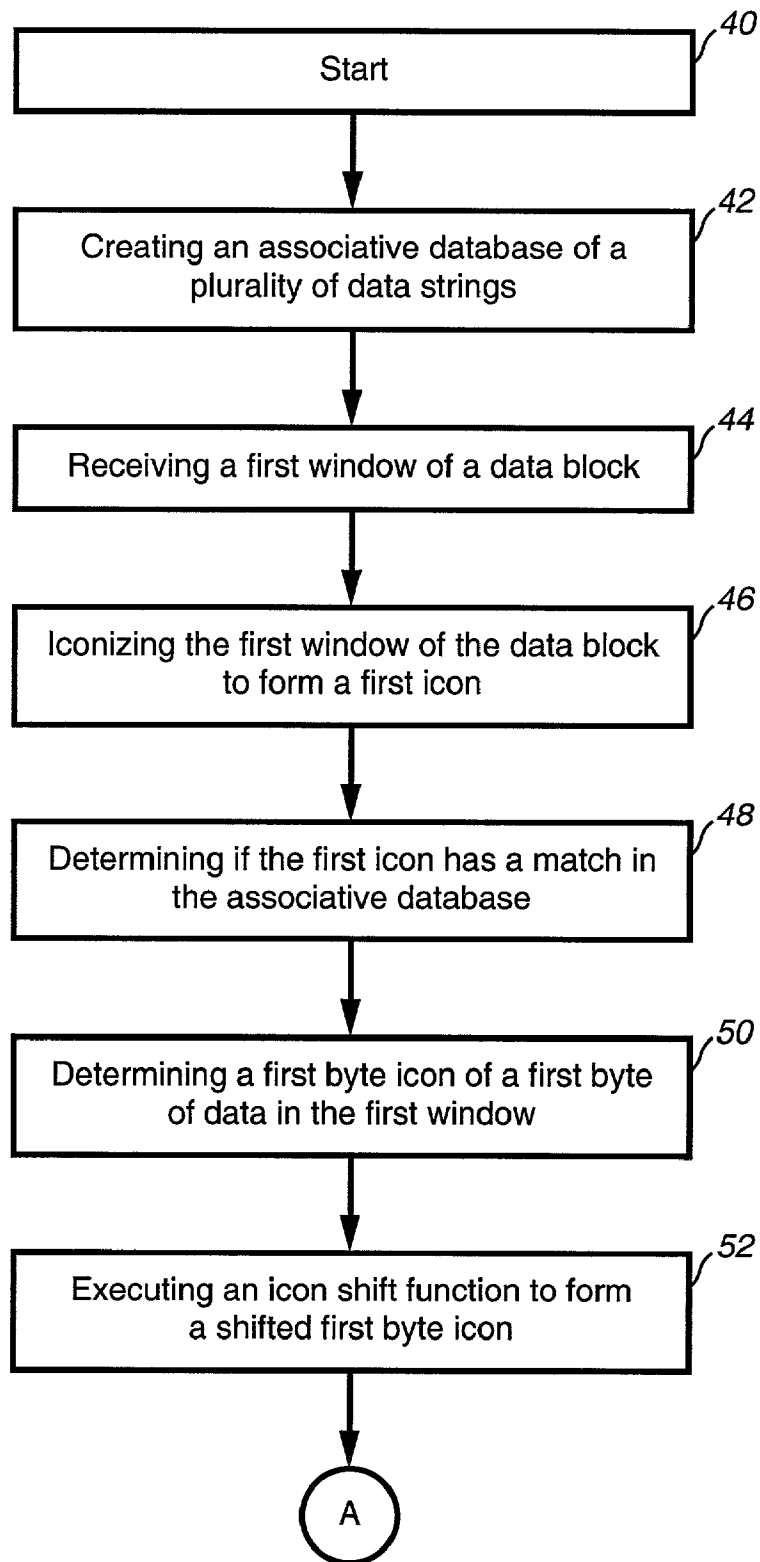 40
Start
42
Creating an associative database of a
plurality of data strings
44
Receiving a first window of a data block
46
Iconizing the first window of the data block
to form a first icon
48
Determining if the first icon has a match in
the associative database
50
Determining a first byte icon of a first byte
of data in the first window
52
Executing an icon shift function to form
a shifted first byte icon
A